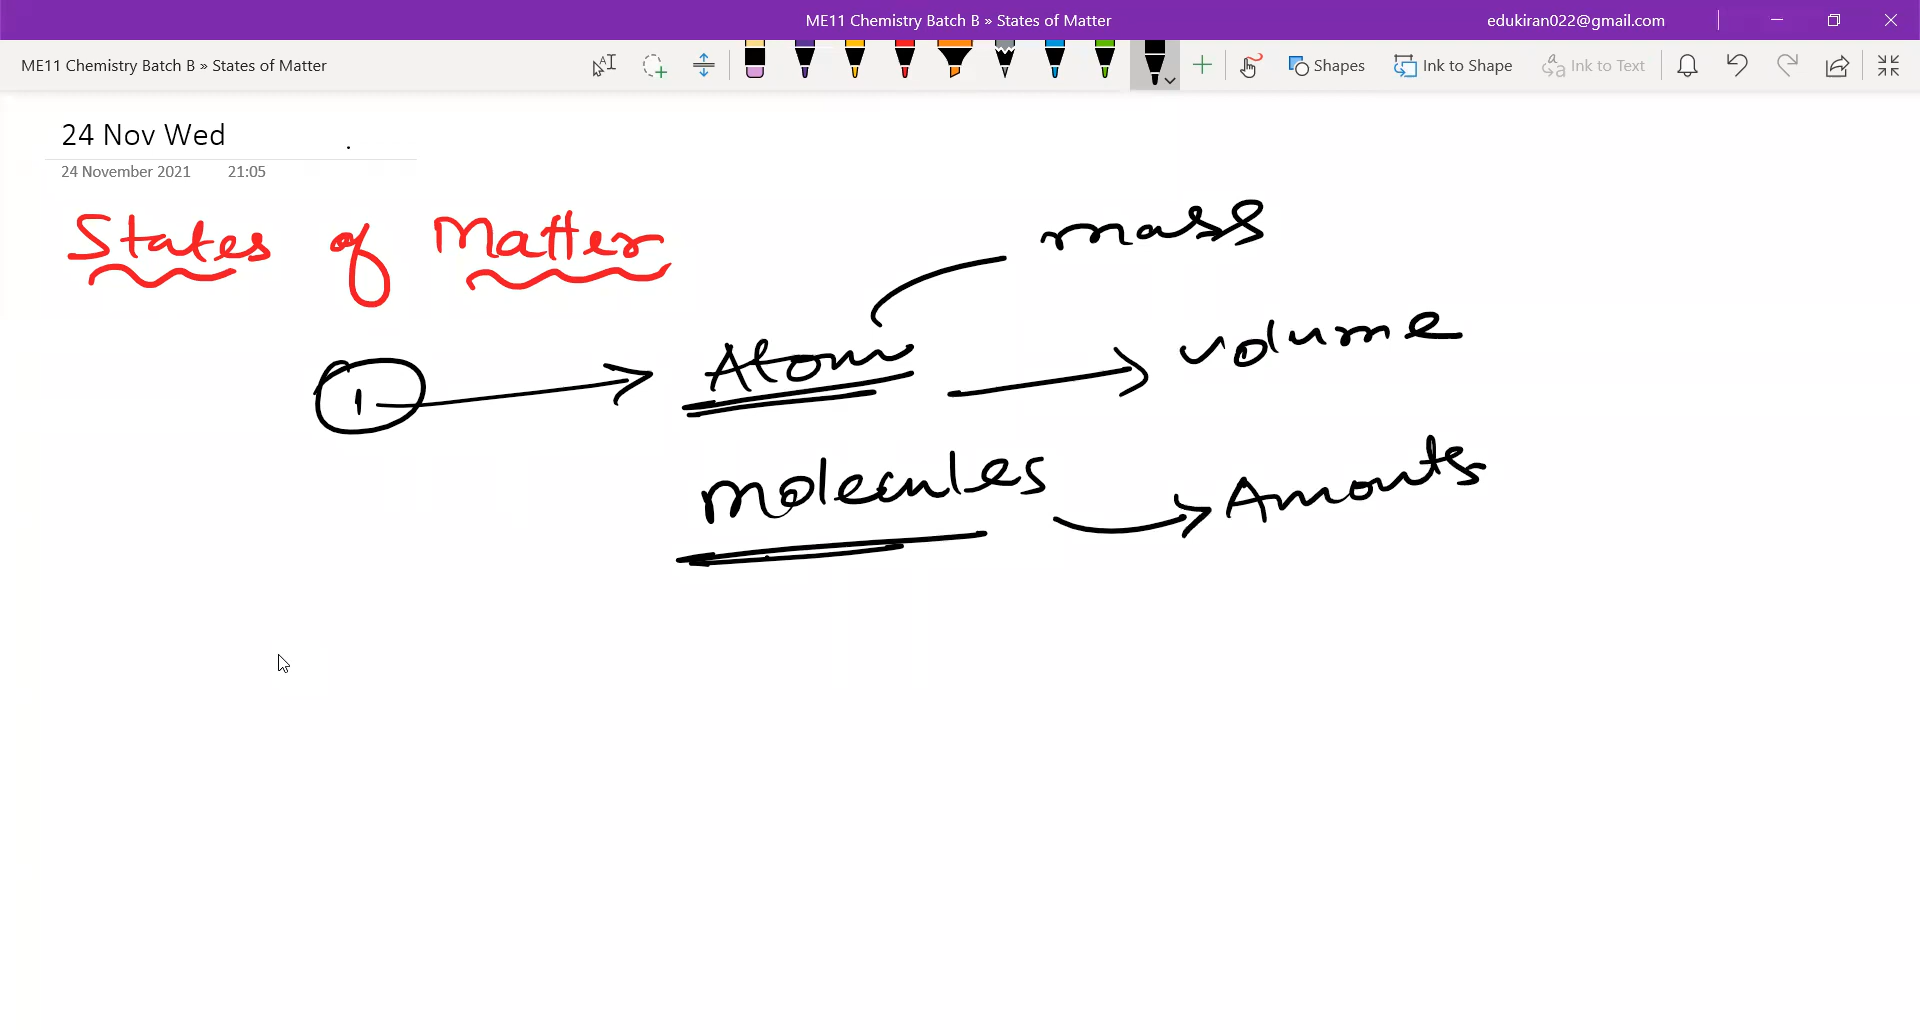 ME11 Chemistry Batch B » States of Matter
edukiran022@gmail.com
ME11 Chemistry Batch B » States of Matter
Shapes
Ink to Shape
Ink to Text
24 Nov Wed
24 November 2021 21:05
States of Matter
mass
1 Atom volume
molecules Amounts